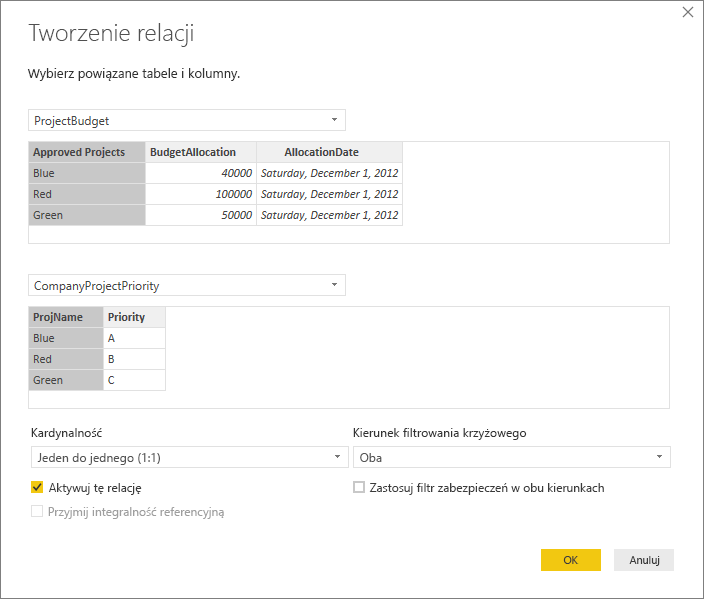 Tworzenie relacji
Wybierz powiązane tabele i kolumny.
ProjectBudget
Approved Projects BudgetAllocation AllocationDate
Blue 40000 Saturday, December 1, 2012
Red 100000 Saturday, December 1, 2012
Green 50000 Saturday, December 1, 2012
CompanyProjectPriority
ProjName Priority
Blue A
Red B
Green C
Kardynalność Kierunek filtrowania krzyżowego
Jeden do jednego (1:1) Oba
Aktywuj tę relację Zastosuj filtr zabezpieczeń w obu kierunkach
Przyjmij integralność referencyjną
OK Anuluj